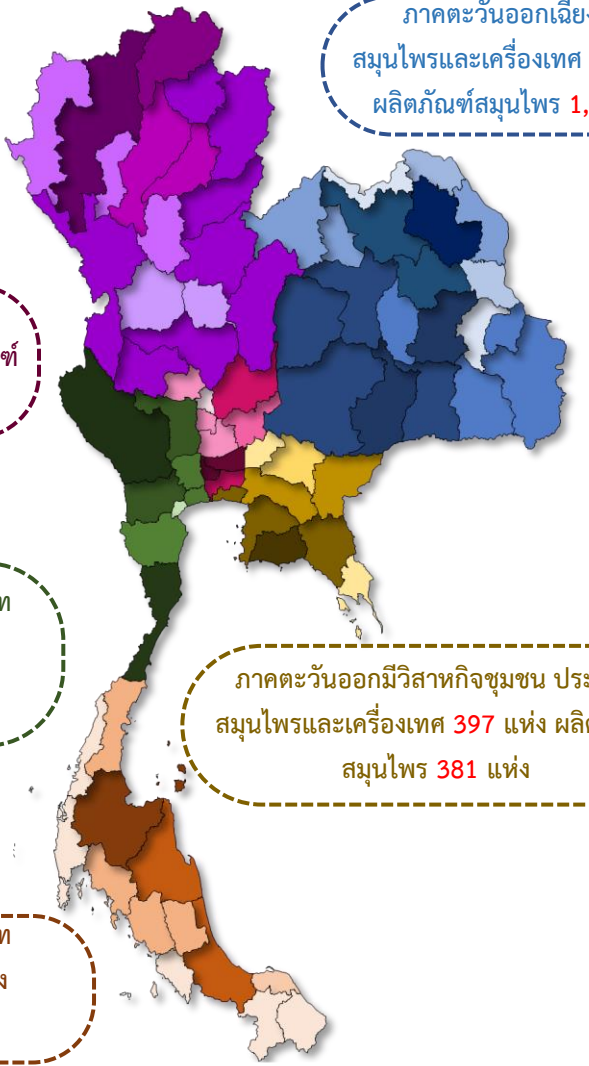 ภาคตะวันออกเฉียง
สมุนไพรและเครื่องเทศ
ผลิตภัณฑ์สมุนไพร 1,
ฑ์
ท
ภาคตะวันออกมีวิสาหกิจชุมชน ประ
สมุนไพรและเครื่องเทศ 397 แห่ง ผลิต
สมุนไพร 381 แห่ง
ท
ง